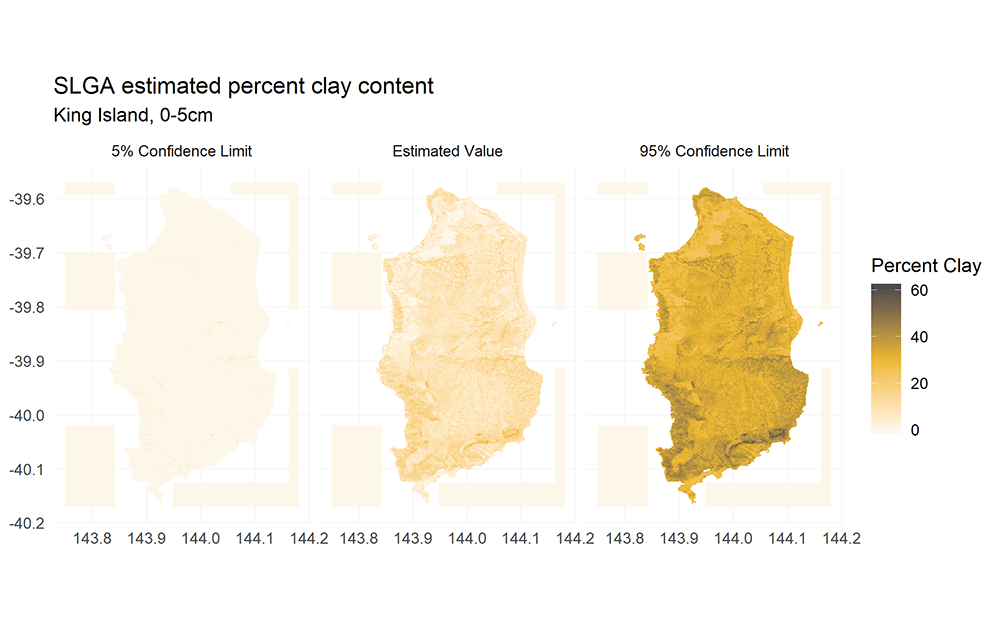 SLGA estimated percent clay content
King Island, 0-5cm
5% Confidence Limit
Estimated Value
95% Confidence Limit
-39.6
-39.7
-39.8
-39.9
-40.0
-40.1
-40.2
143.8 143.9 144.0 144.1 144.2 143.8 143.9 144.0 144.1 144.2 143.8 143.9 144.0 144.1 144.2
Percent Clay
60
40
20
0